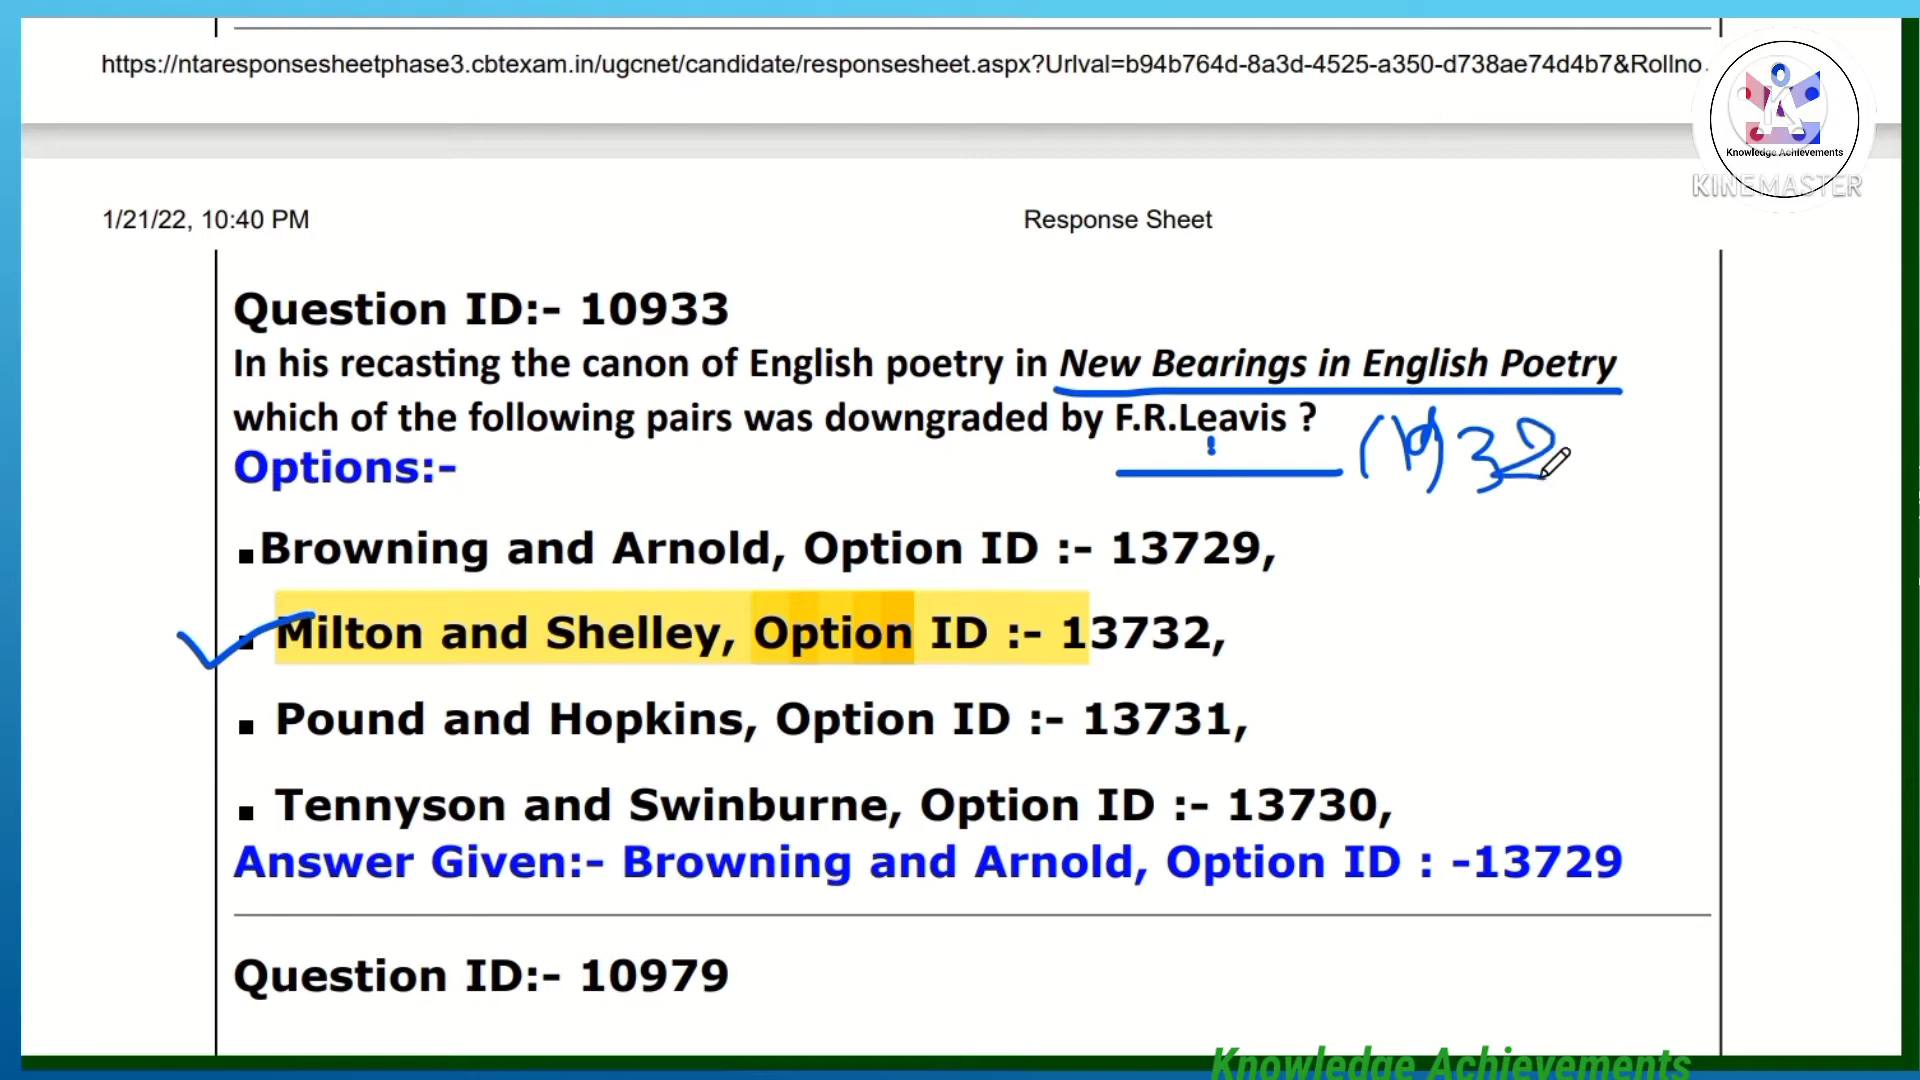 https://ntaresponsesheetphase3.cbtexam.in/ugcnet/candidate/responsesheet.aspx?Urlval=b94b764d-8a3d-4525-a350-d738ae74d4b7&Rollno.
Knowledge Achievements
KINEMASTER
1/21/22, 10:40 PM Response Sheet
Question ID:- 10933
In his recasting the canon of English poetry in New Bearings in English Poetry
which of the following pairs was downgraded by F.R.Leavis ?
Options:-
Browning and Arnold, Option ID :- 13729,
Milton and Shelley, Option ID :- 13732,
Pound and Hopkins, Option ID :- 13731,
Tennyson and Swinburne, Option ID :- 13730,
Answer Given:- Browning and Arnold, Option ID : -13729
Question ID:- 10979
Knowledge Achievements